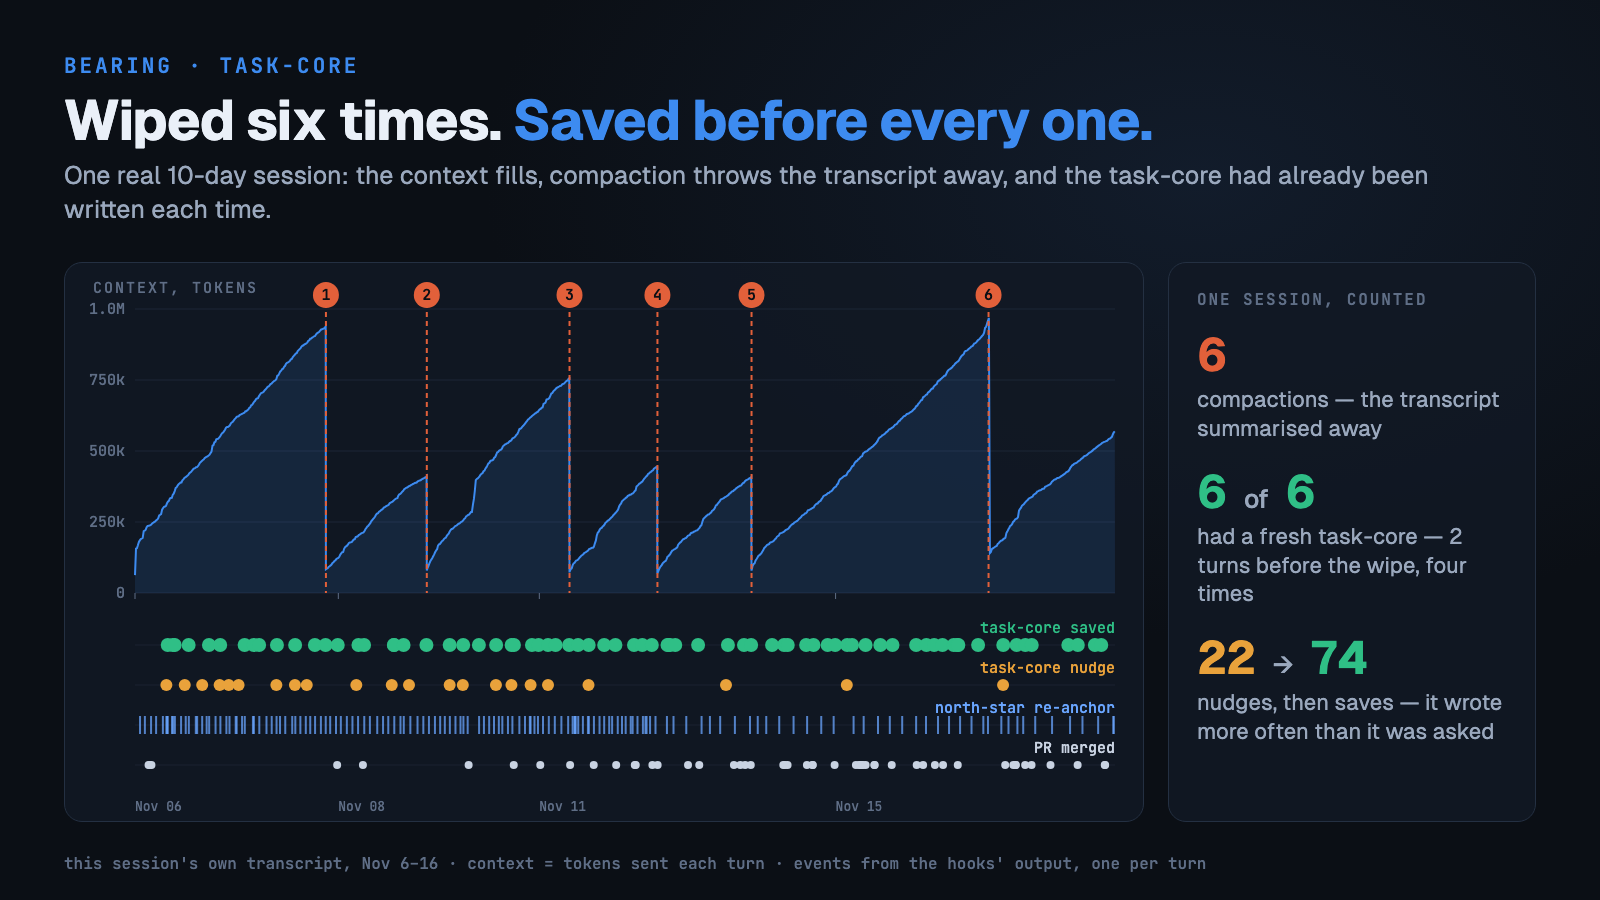 BEARING · TASK-CORE
Wiped six times. Saved before every one.
One real 10-day session: the context fills, compaction throws the transcript away, and the task-core had already been
written each time.
CONTEXT, TOKENS
1 2 3 4 5 6
1.0M
750k
500k
250k
0
task-core saved
task-core nudge
north-star re-anchor
PR merged
Nov 06 Nov 08 Nov 11 Nov 15
ONE SESSION, COUNTED
6
compactions — the transcript
summarised away
6 of 6
had a fresh task-core — 2
turns before the wipe, four
times
22 → 74
nudges, then saves — it wrote
more often than it was asked
this session's own transcript, Nov 6–16 · context = tokens sent each turn · events from the hooks' output, one per turn